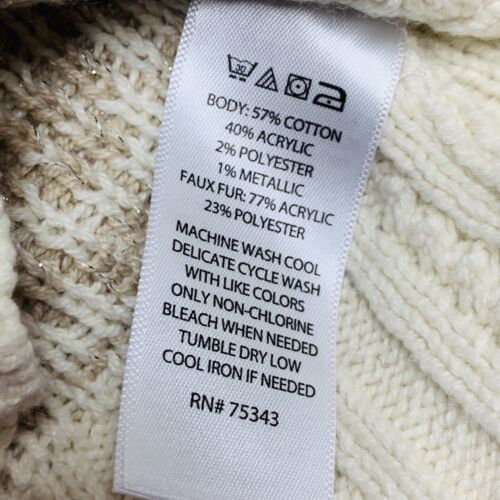 30
BODY: 57% COTTON
40% ACRYLIC
2% POLYESTER
1% METALLIC
FAUX FUR: 77% ACRYLIC
23% POLYESTER
MACHINE WASH COOL
DELICATE CYCLE WASH
WITH LIKE COLORS
ONLY NON-CHLORINE
BLEACH WHEN NEEDED
TUMBLE DRY LOW
COOL IRON IF NEEDED
RN# 75343